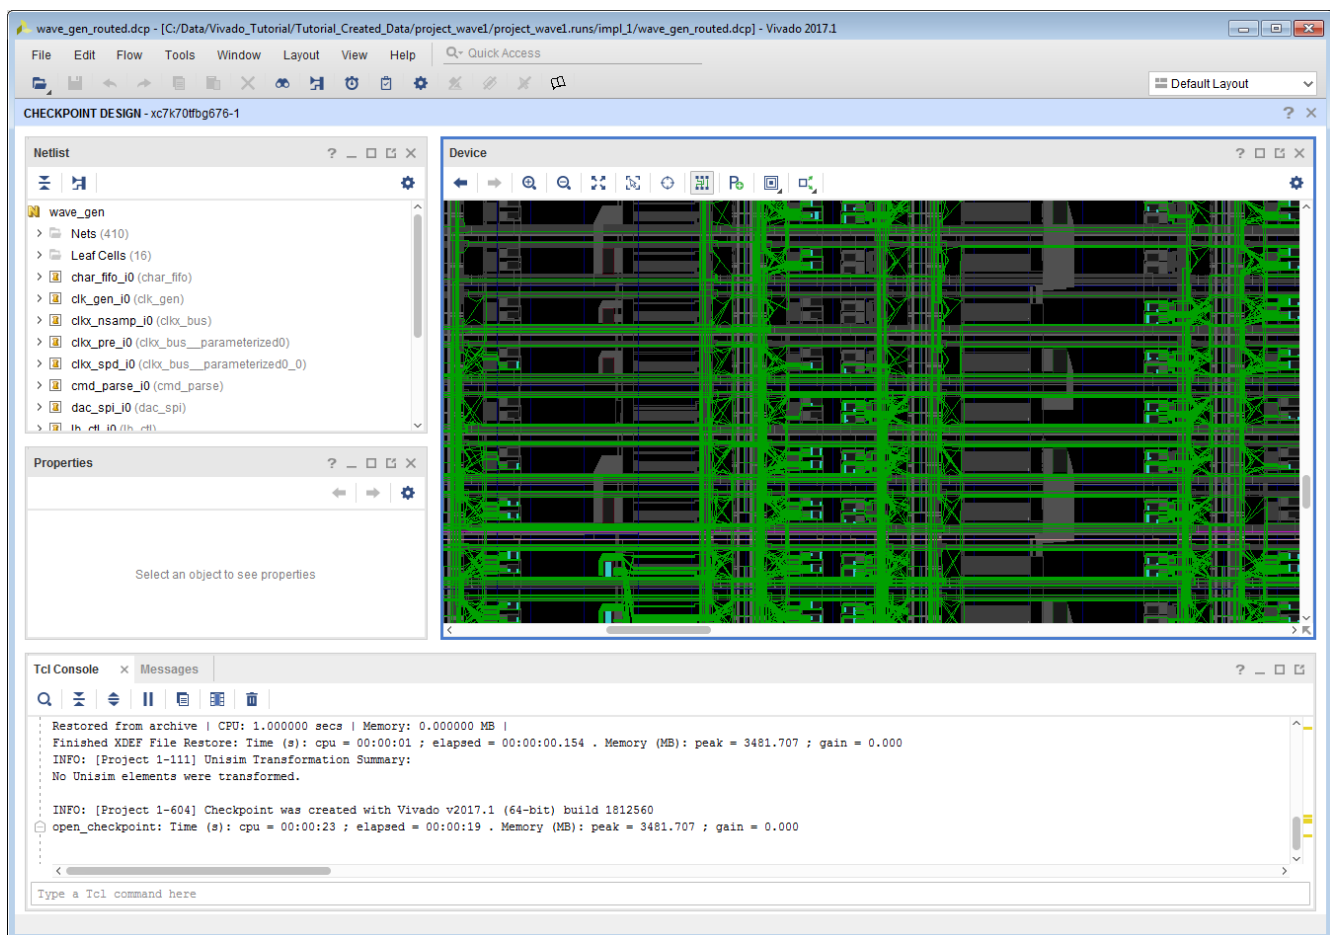 wave_gen_routed.dcp - [C:/Data/Vivado_Tutorial/Tutorial_Created_Data/project_wave1/project_wave1.runs/impl_1/wave_gen_routed.dcp] - Vivado 2017.1
File Edit Flow Tools Window Layout View Help Quick Access
Default Layout
CHECKPOINT DESIGN - xc7k70tfbg676-1
Netlist
wave_gen
Nets (410)
Leaf Cells (16)
char_fifo_i0 (char_fifo)
clk_gen_i0 (clk_gen)
clkx_nsamp_i0 (clkx_bus)
clkx_pre_i0 (clkx_bus__parameterized0)
clkx_spd_i0 (clkx_bus__parameterized0_0)
cmd_parse_i0 (cmd_parse)
dac_spi_i0 (dac_spi)
lb_ctl_i0 (lb_ctl)
Properties
Select an object to see properties
Device
Tcl Console Messages
Restored from archive | CPU: 1.000000 secs | Memory: 0.000000 MB |
Finished XDEF File Restore: Time (s): cpu = 00:00:01 ; elapsed = 00:00:00.154 . Memory (MB): peak = 3481.707 ; gain = 0.000
INFO: [Project 1-111] Unisim Transformation Summary:
No Unisim elements were transformed.
INFO: [Project 1-604] Checkpoint was created with Vivado v2017.1 (64-bit) build 1812560
open_checkpoint: Time (s): cpu = 00:00:23 ; elapsed = 00:00:19 . Memory (MB): peak = 3481.707 ; gain = 0.000
Type a Tcl command here